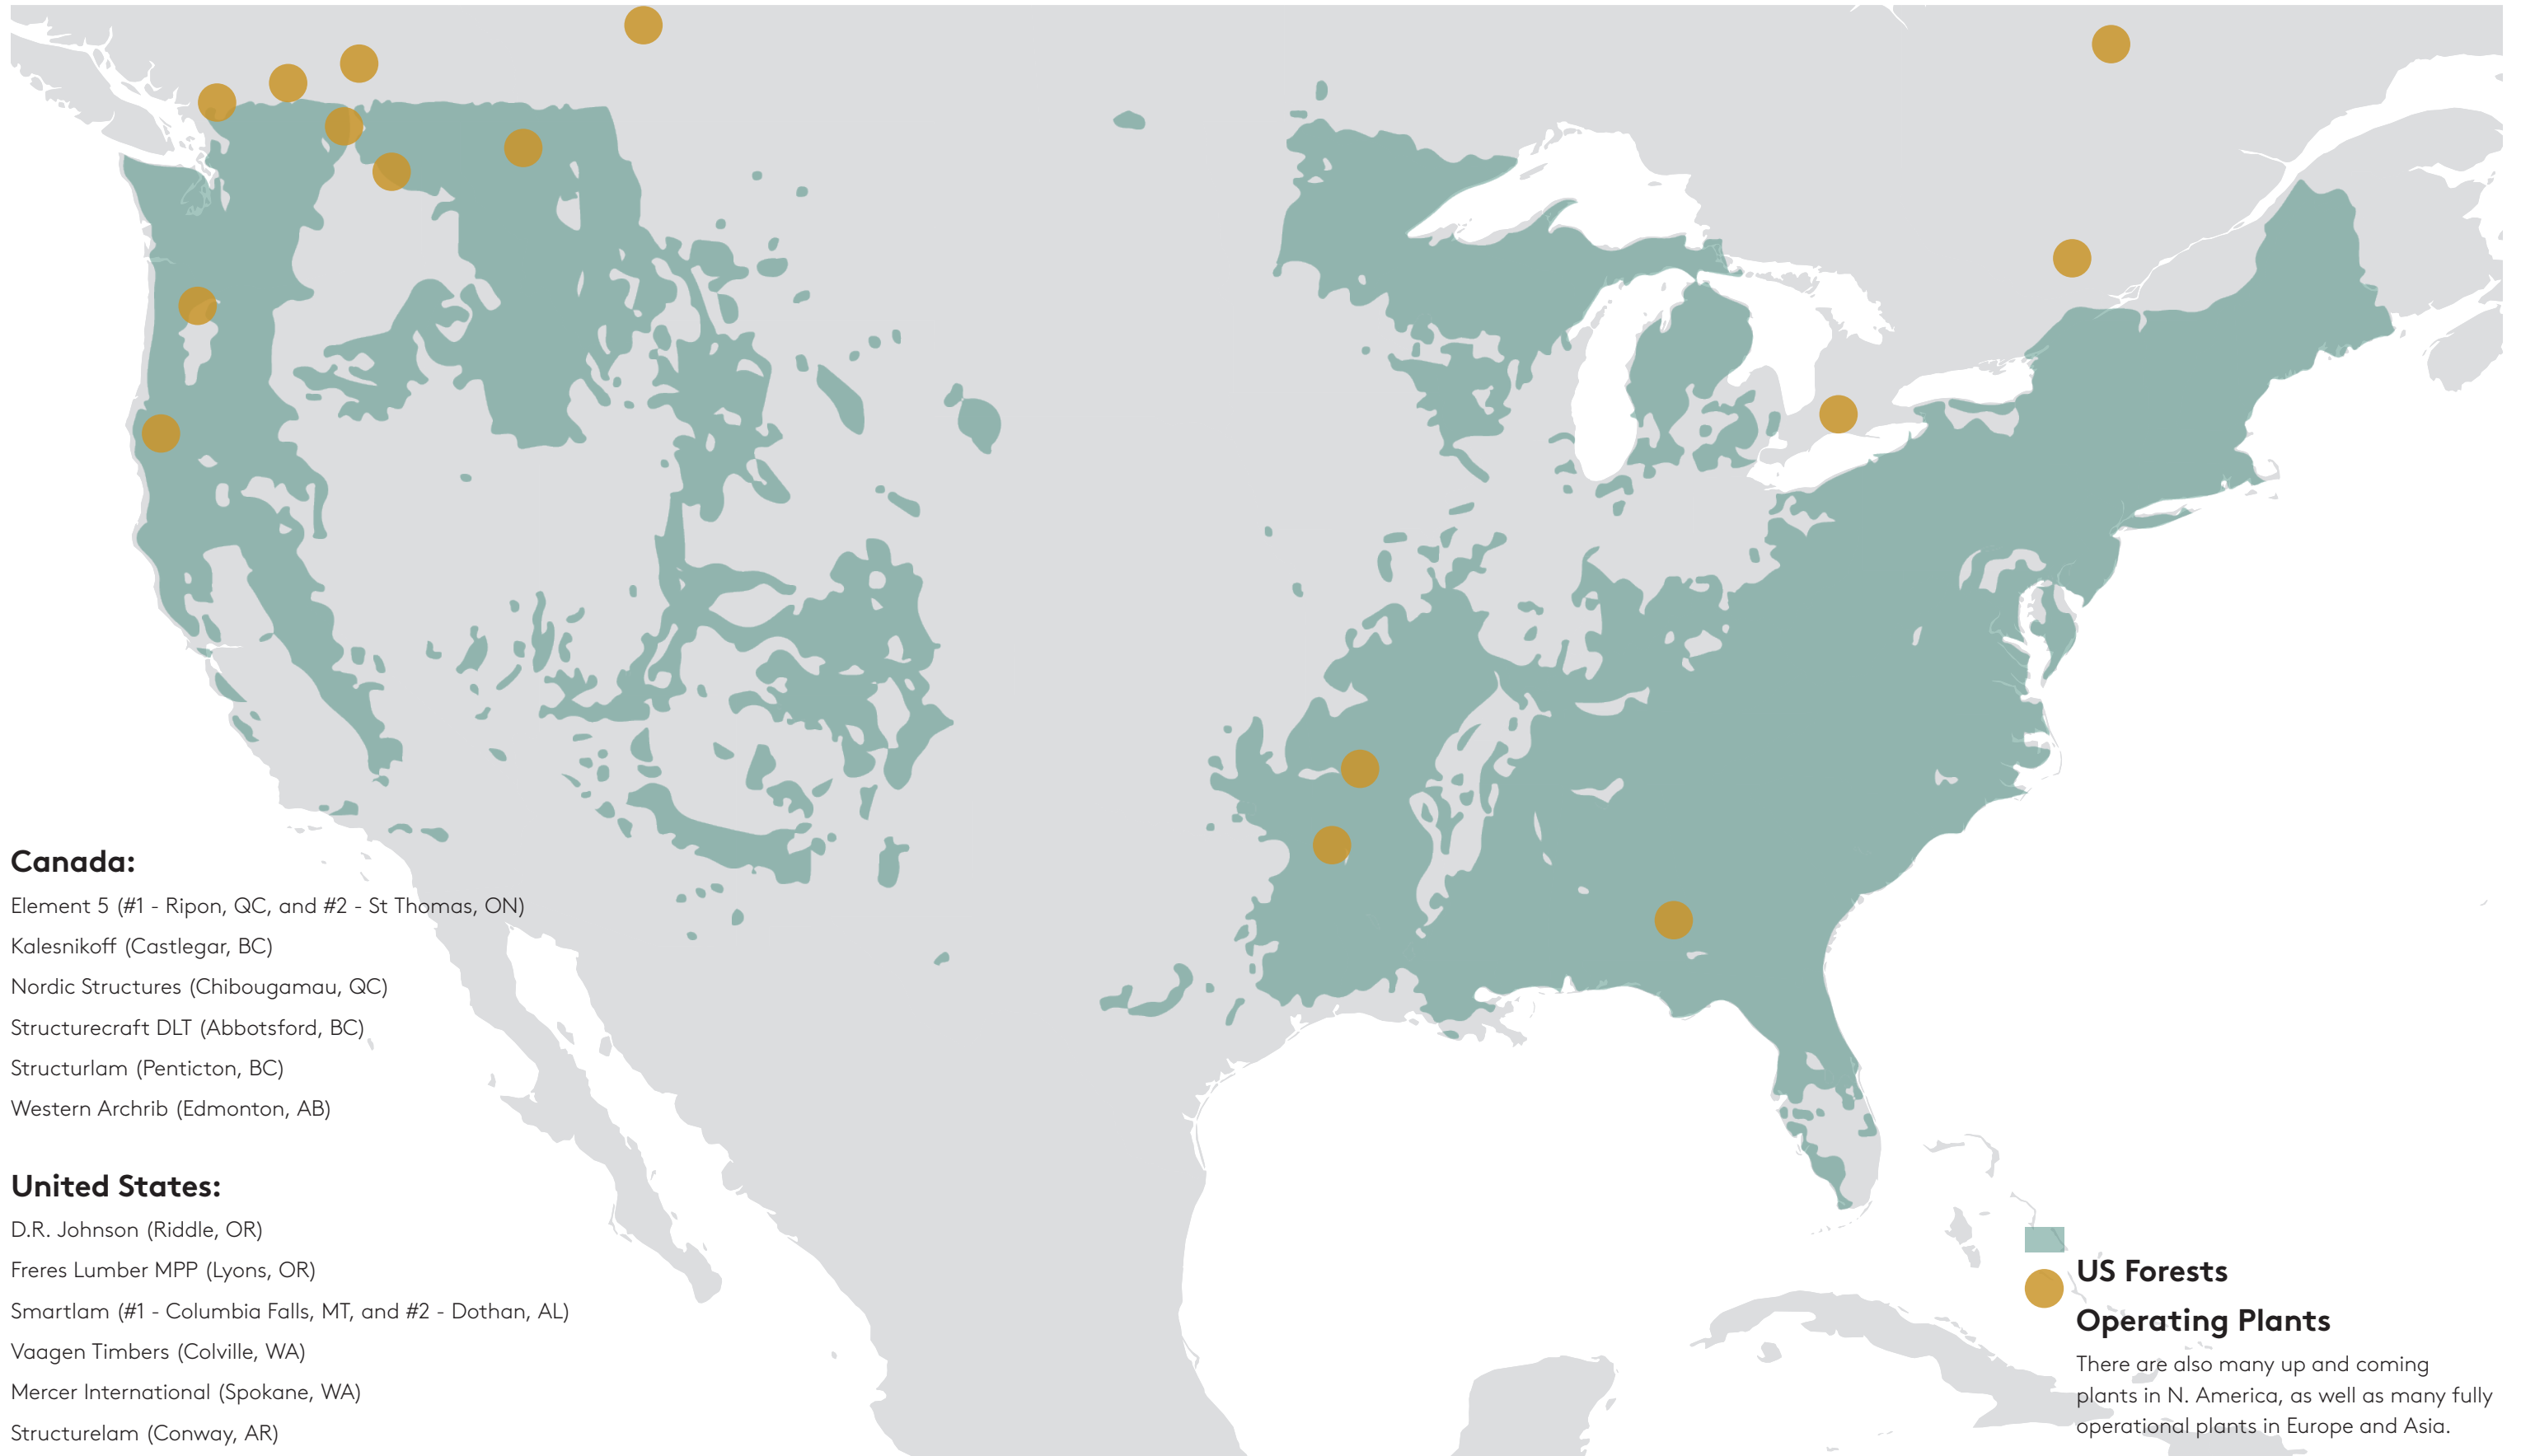 Canada:
Element 5 (#1 - Ripon, QC, and #2 - St Thomas, ON)
Kalesnikoff (Castlegar, BC)
Nordic Structures (Chibougamau, QC)
Structurecraft DLT (Abbotsford, BC)
Structurlam (Penticton, BC)
Western Archrib (Edmonton, AB)
United States:
D.R. Johnson (Riddle, OR)
Freres Lumber MPP (Lyons, OR)
Smartlam (#1 - Columbia Falls, MT, and #2 - Dothan, AL)
Vaagen Timbers (Colville, WA)
Mercer International (Spokane, WA)
Structurelam (Conway, AR)
US Forests
Operating Plants
There are also many up and coming
plants in N. America, as well as many fully
operational plants in Europe and Asia.